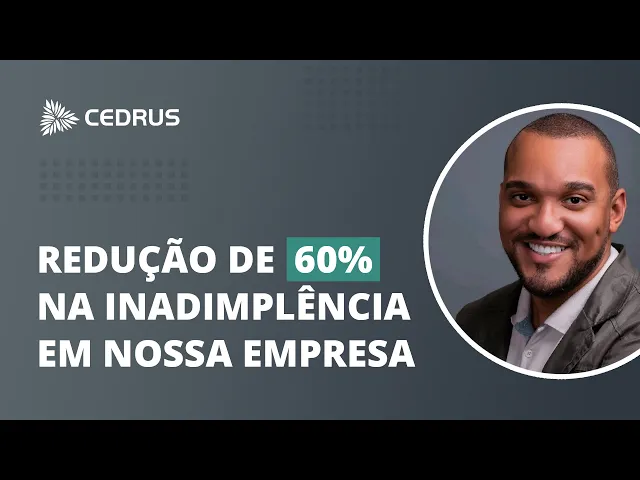 CEDRUS
REDUÇÃO DE 60%
NA INADIMPLÊNCIA
EM NOSSA EMPRESA